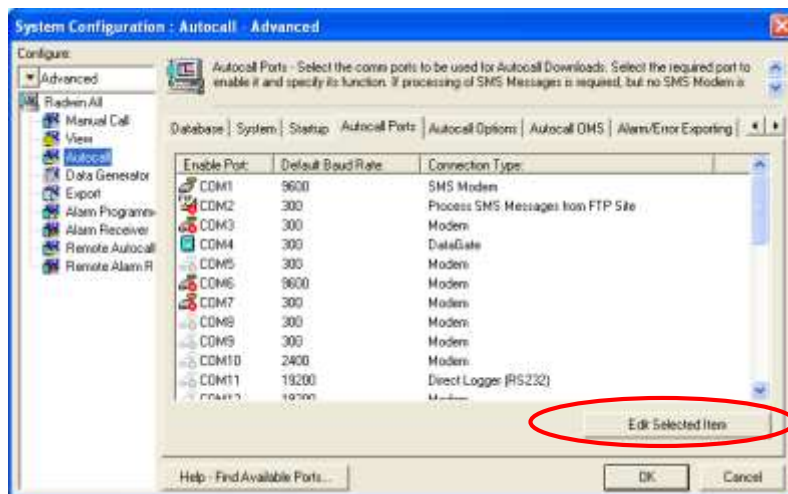 System Configuration : Autocall - Advanced
Configure:
Advanced
Radwin All
Manual Call
View
Autocall
Data Generator
Export
Alarm Programm
Alarm Receiver
Remote Autocall
Remote Alarm R
Autocall Ports - Select the comm ports to be used for Autocall Downloads. Select the required port to
enable it and specify its function. If processing of SMS Messages is required, but no SMS Modem is
Database System Startup Autocall Ports Autocall Options Autocall OMS Alarm/Error Exporting
Enable Port: Default Baud Rate: Connection Type:
COM1 9600 SMS Modem
COM2 300 Process SMS Messages from FTP Site
COM3 300 Modem
COM4 300 DataGate
COM5 300 Modem
COM6 9600 Modem
COM7 300 Modem
COM8 300 Modem
COM9 300 Modem
COM10 2400 Modem
COM11 19200 Direct Logger (RS232)
COM12 19200 Modem
Edit Selected Item
Help - Find Available Ports... OK Cancel